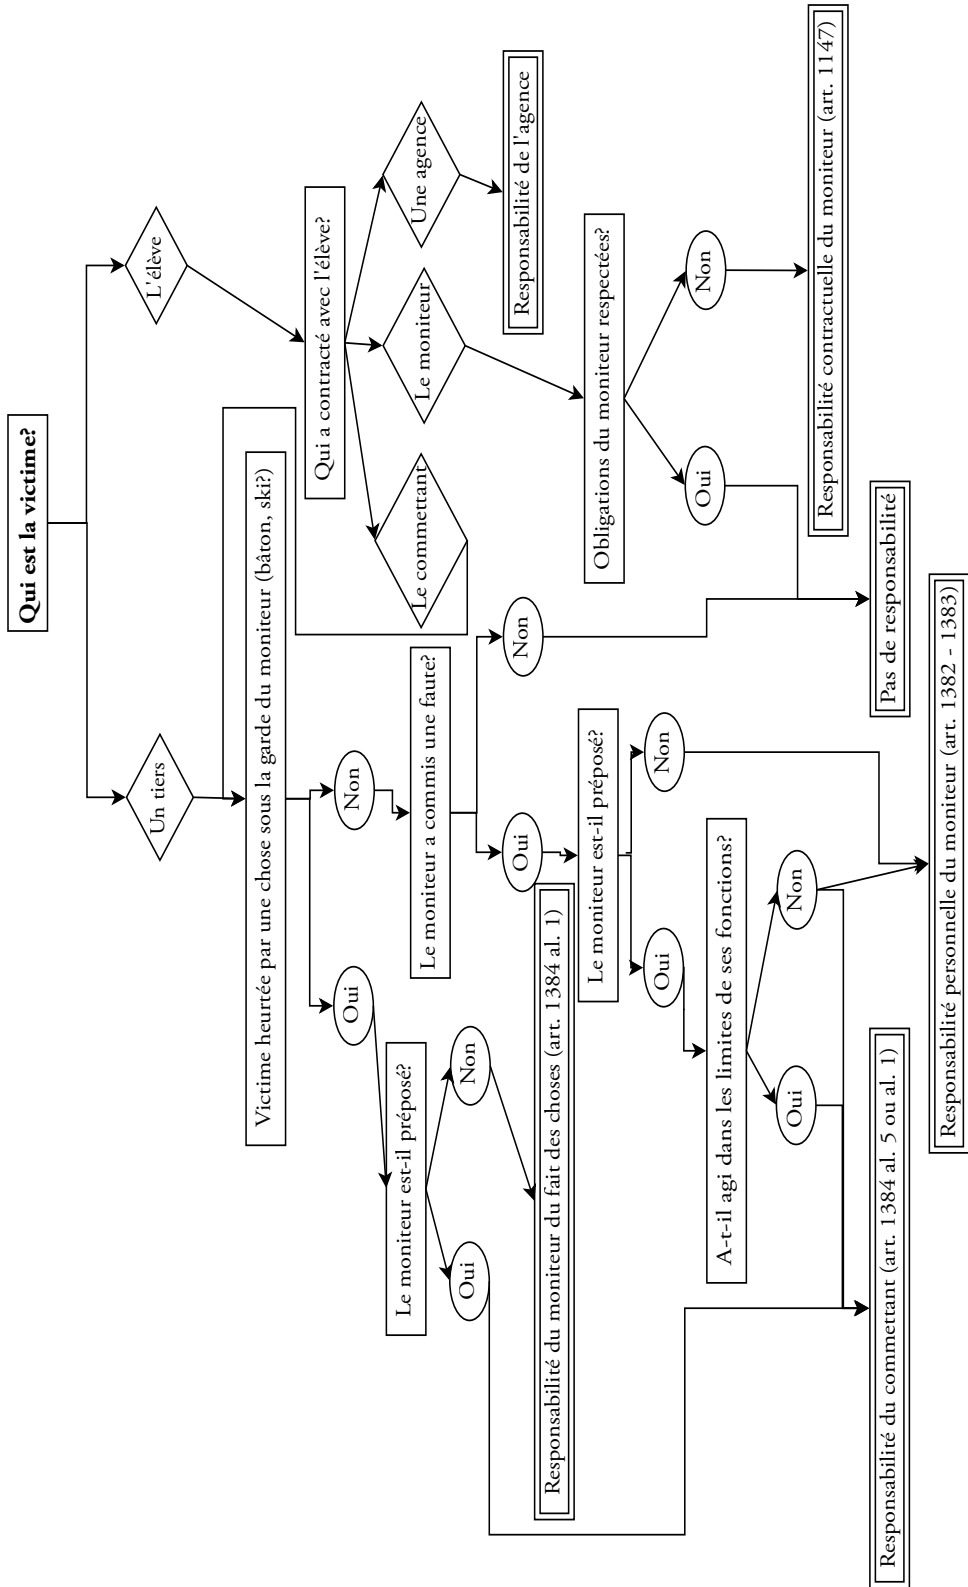 Qui est la victime?
Un tiers
L'élève
Victime heurtée par une chose sous la garde du moniteur (bâton, ski?)
Qui a contracté avec l'élève?
Oui
Non
Le commettant
Le moniteur
Une agence
Le moniteur est-il préposé?
Le moniteur a commis une faute?
Responsabilité de l'agence
Oui
Non
Oui
Non
Responsabilité du moniteur du fait des choses (art. 1384 al. 1)
Le moniteur est-il préposé?
Obligations du moniteur respectées?
Oui
Non
Oui
Non
A-t-il agi dans les limites de ses fonctions?
Oui
Non
Responsabilité contractuelle du moniteur (art. 1147)
Responsabilité du commettant (art. 1384 al. 5 ou al. 1)
Pas de responsabilité
Responsabilité personnelle du moniteur (art. 1382 - 1383)